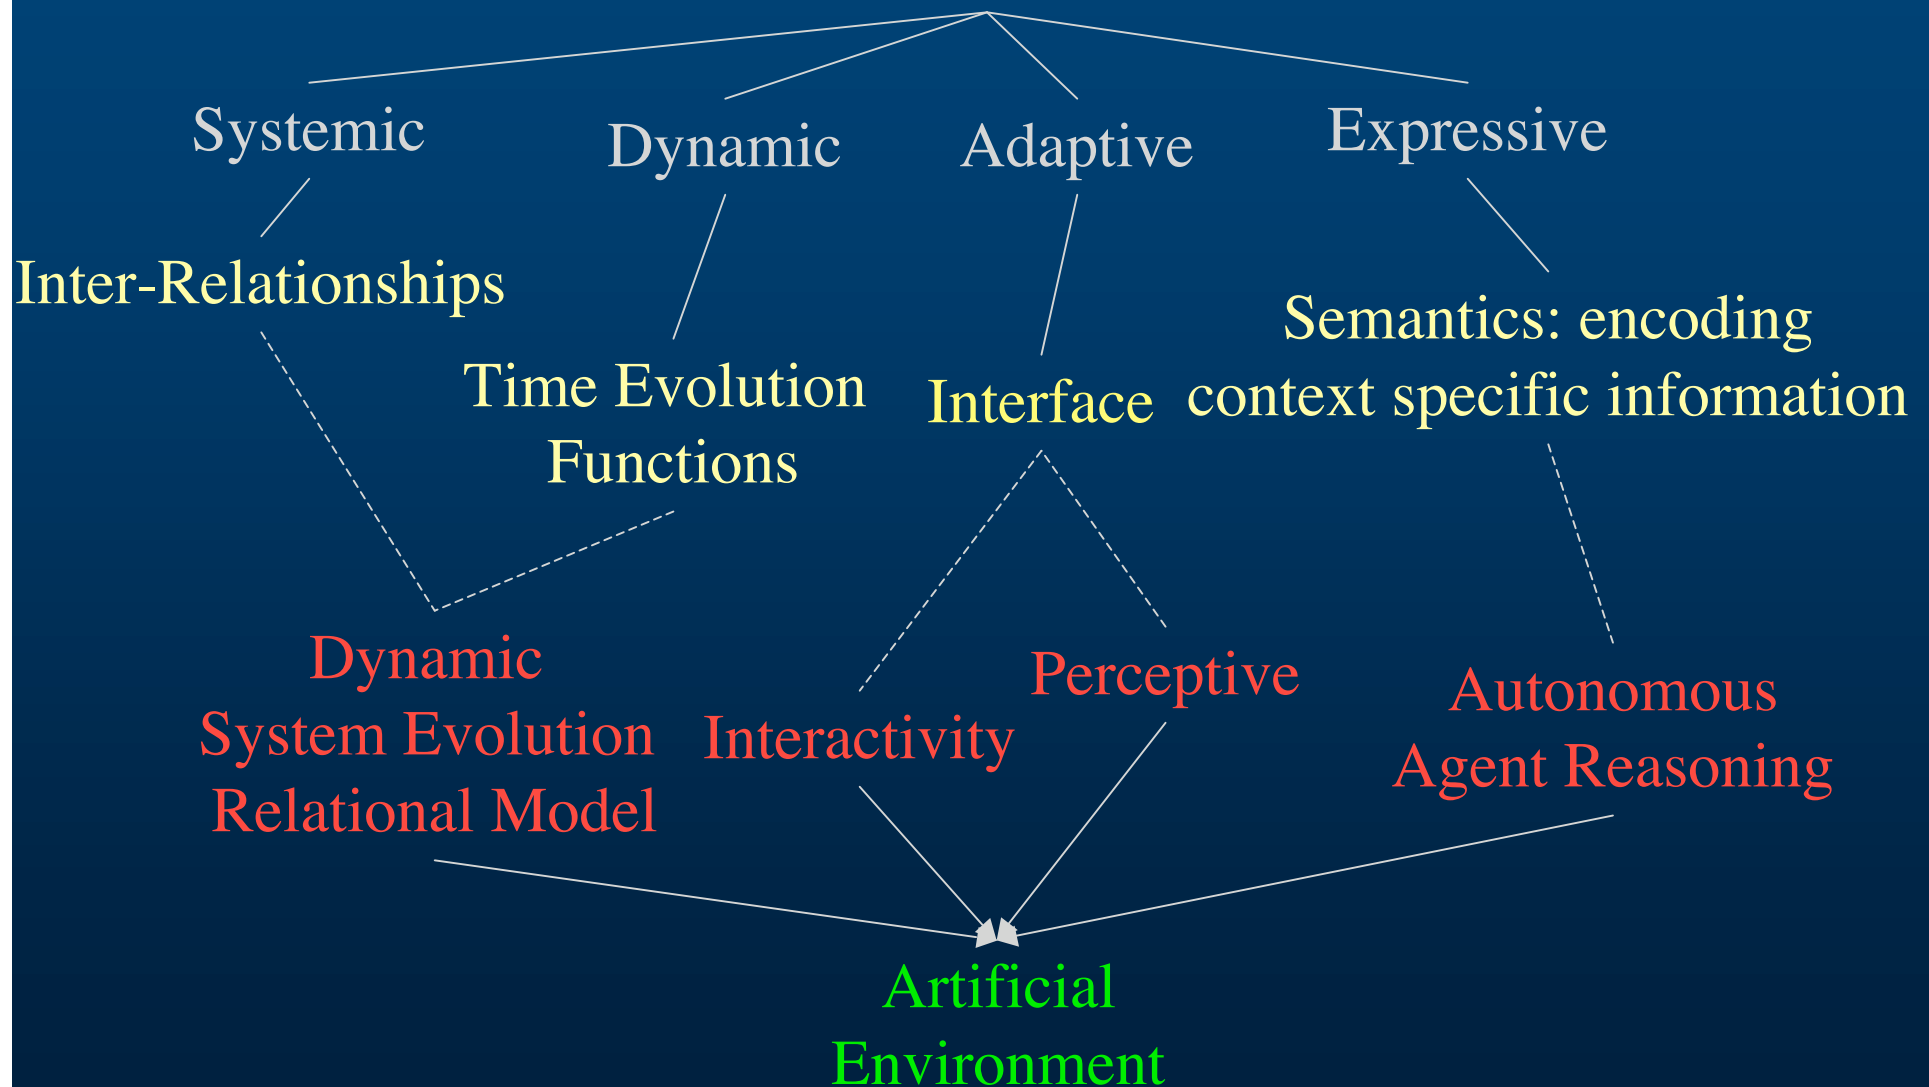 Systemic
Dynamic
Adaptive
Expressive
Inter-Relationships
Time Evolution
Functions
Interface
Semantics: encoding
context specific information
Dynamic
System Evolution
Relational Model
Interactivity
Perceptive
Autonomous
Agent Reasoning
Artificial
Environment